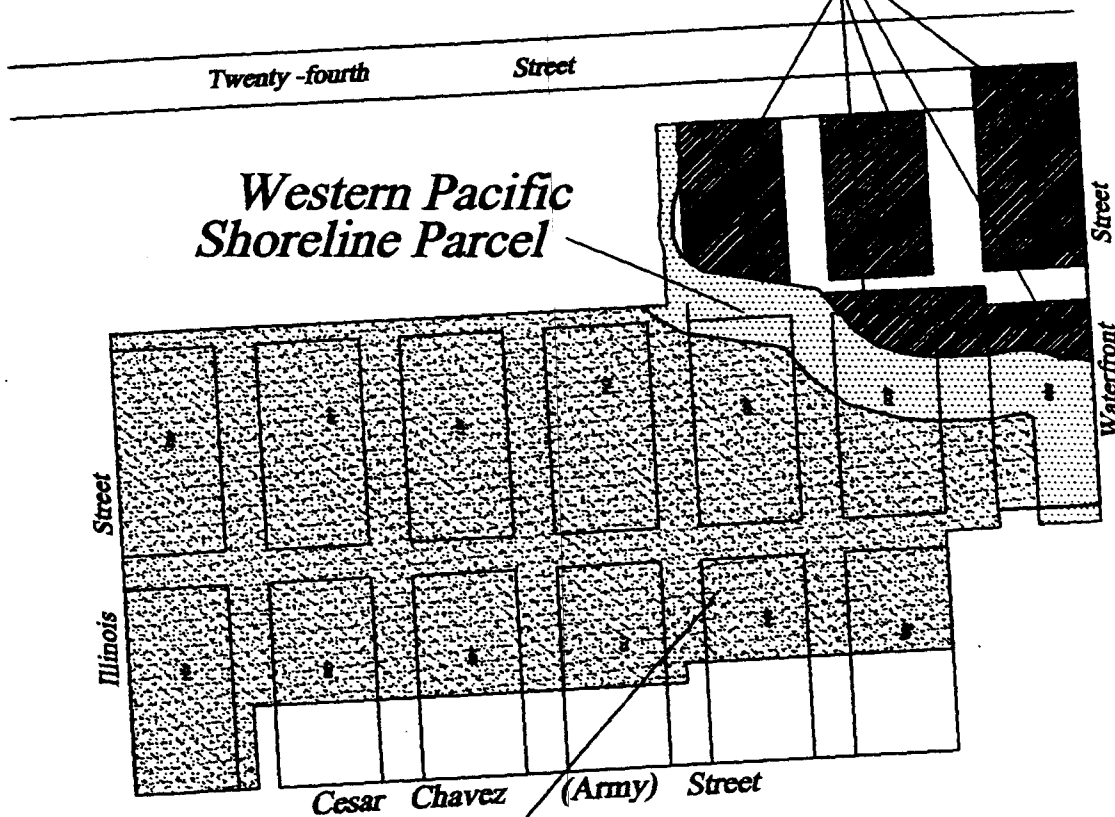 Twenty -fourth Street
Western Pacific
Shoreline Parcel
Street
Waterfront
Street
Illinois
Cesar Chavez (Army) Street